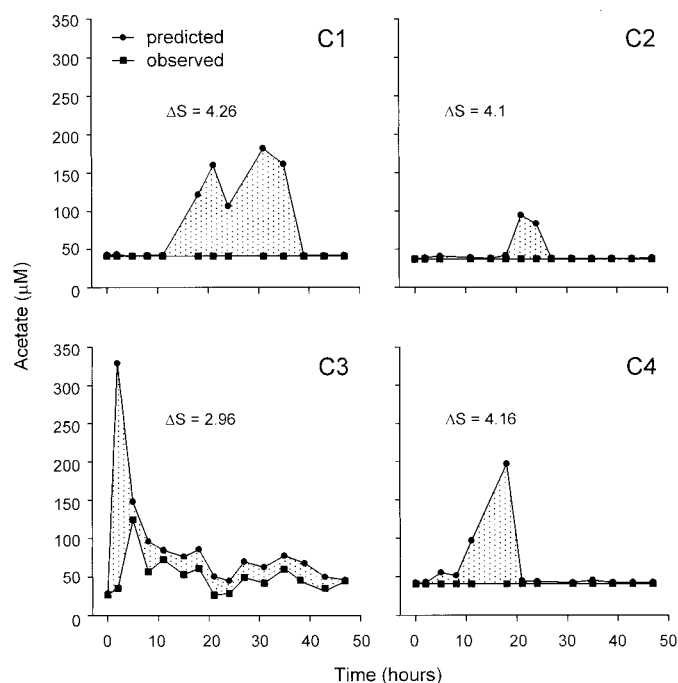 350
300
250
200
150
100
50
0
predicted
observed
C1
ΔS = 4.26
C2
ΔS = 4.1
Acetate (µM)
350
300
250
200
150
100
50
0
C3
ΔS = 2.96
C4
ΔS = 4.16
0 10 20 30 40 50
0 10 20 30 40 50
Time (hours)